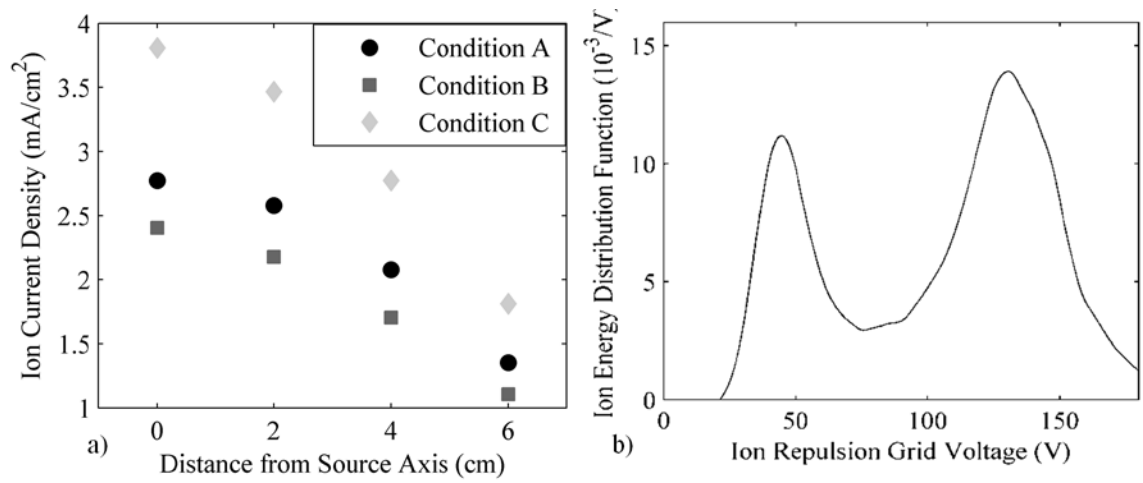 4
3.5
3
2.5
2
1.5
1
0 2 4 6
Ion Current Density (mA/cm²)
Distance from Source Axis (cm)
Condition A
Condition B
Condition C
a)
15
10
5
0
0 50 100 150
Ion Energy Distribution Function (10⁻³/V)
Ion Repulsion Grid Voltage (V)
b)